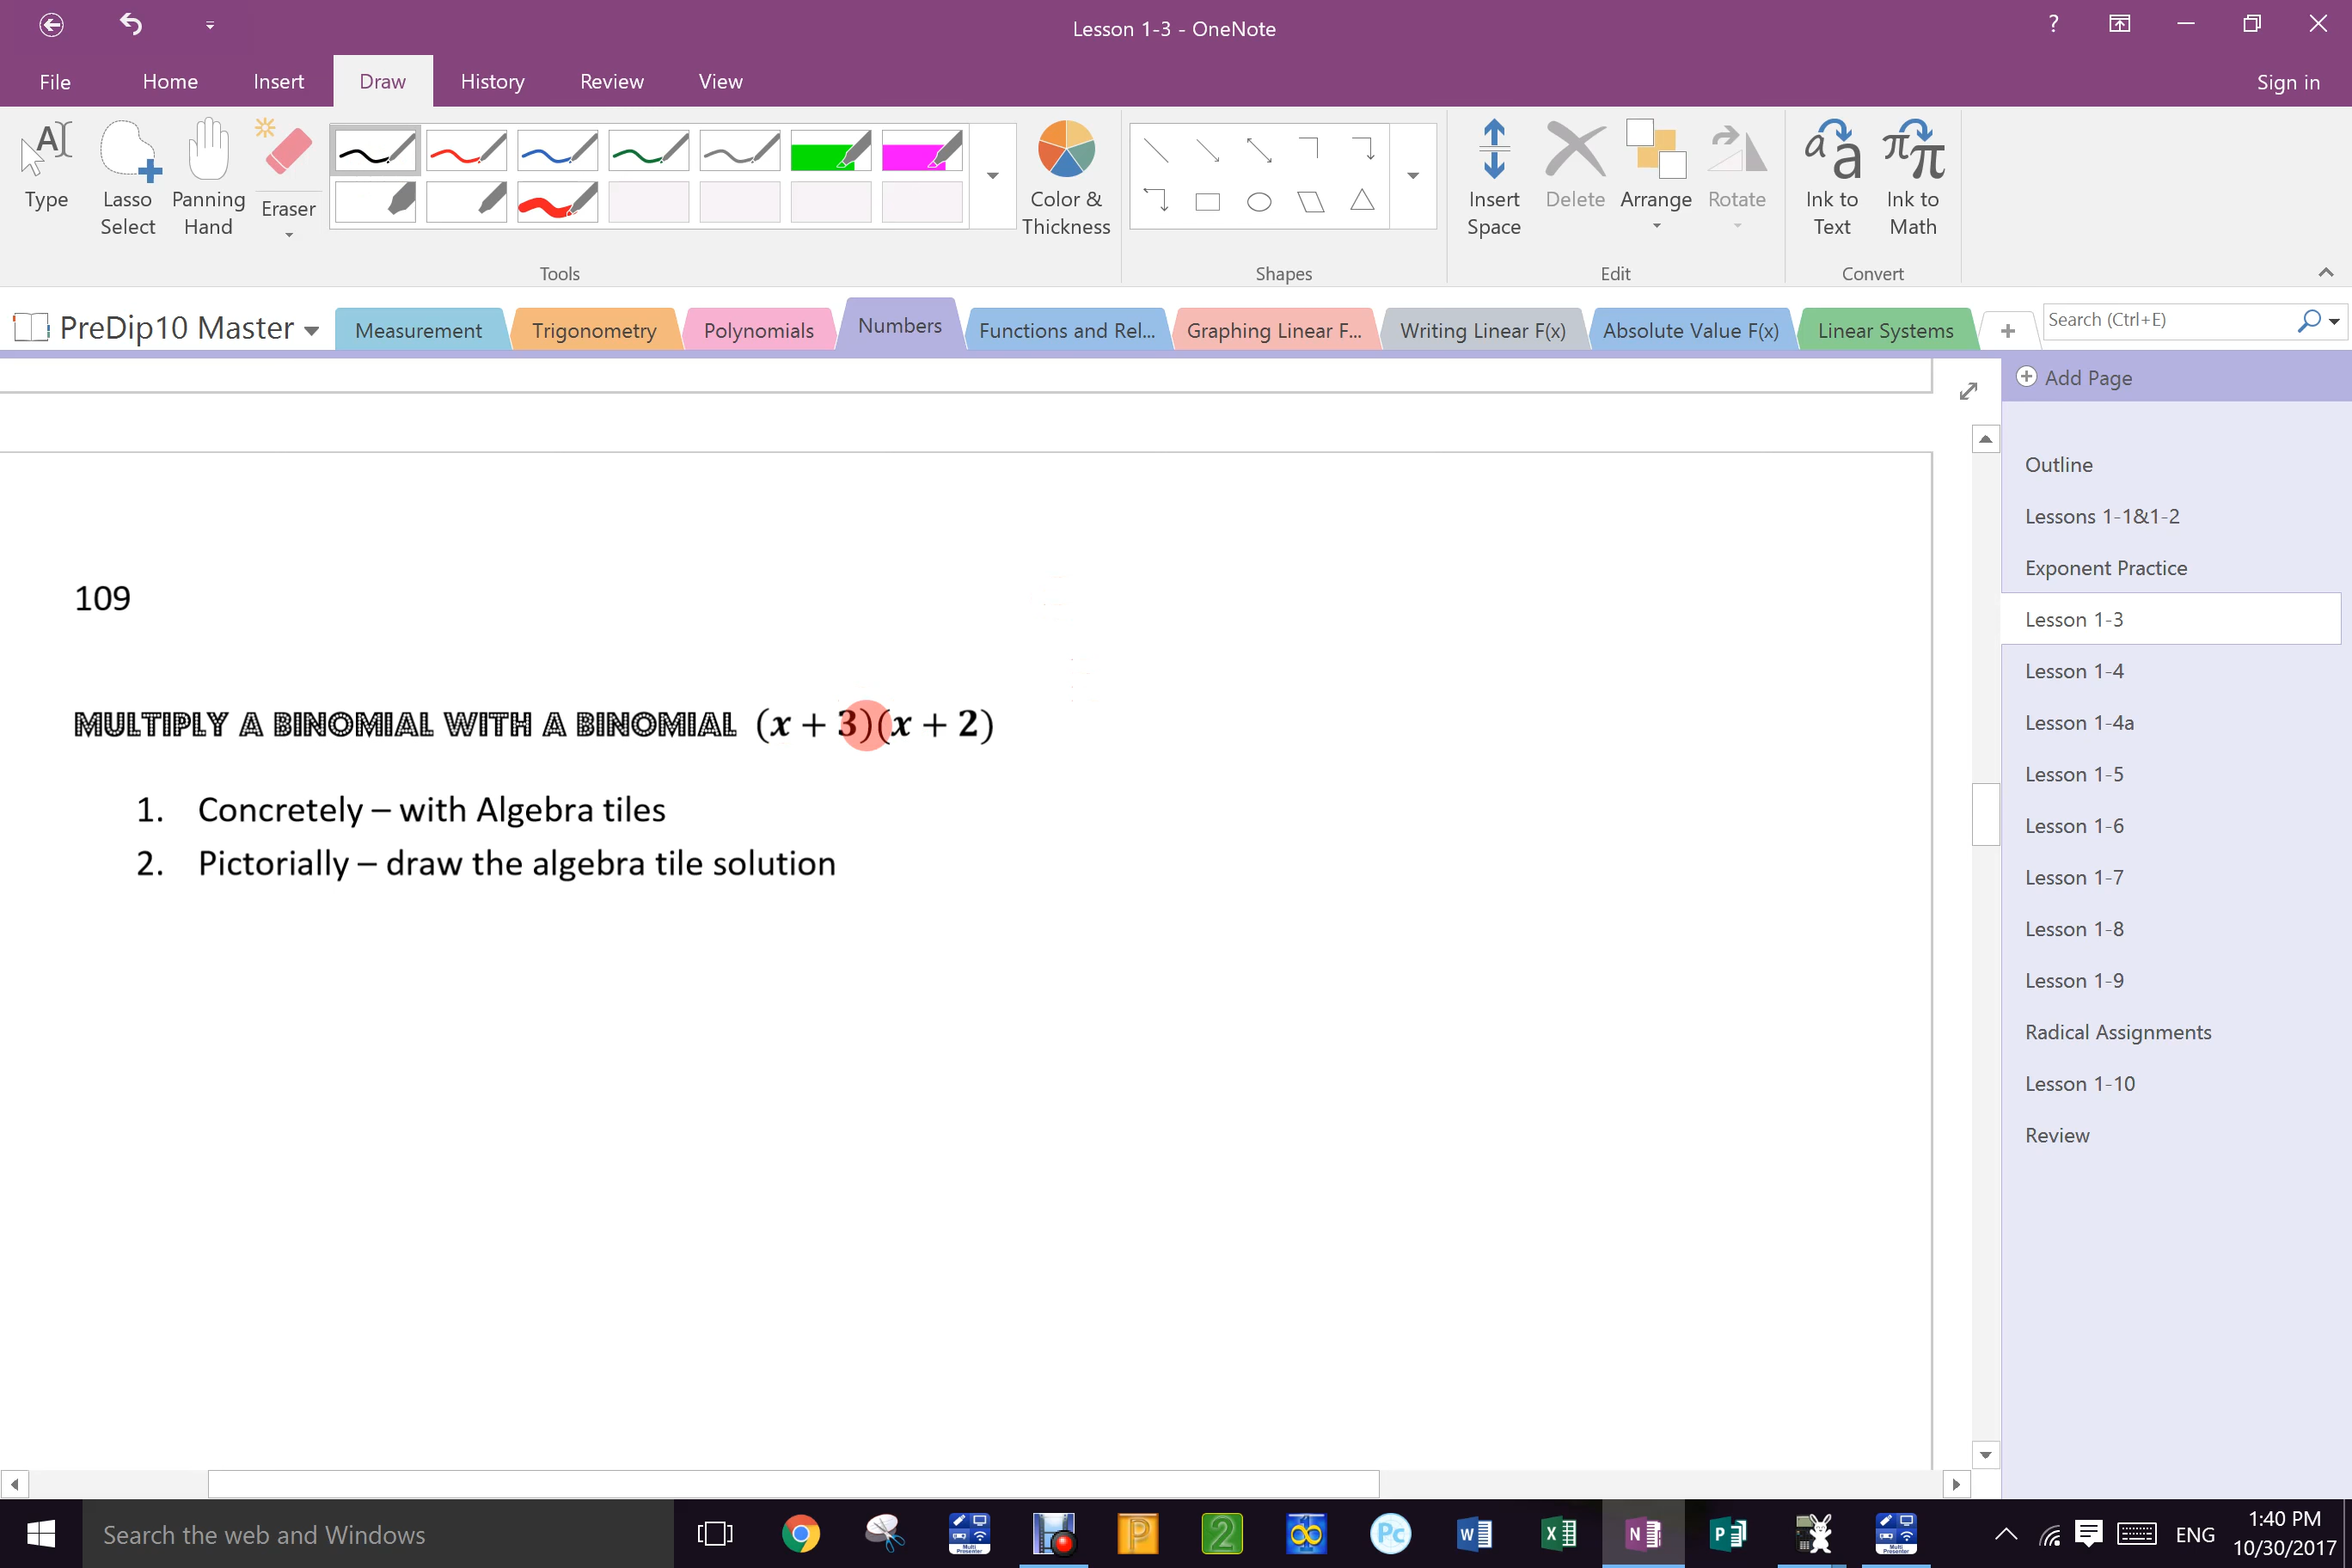 Lesson 1-3 - OneNote
?
File Home Insert Draw History Review View Sign in
Type Lasso Select Panning Hand Eraser Color & Thickness Insert Space Delete Arrange Rotate Ink to Text Ink to Math
Tools Shapes Edit Convert
PreDip10 Master Measurement Trigonometry Polynomials Numbers Functions and Rel... Graphing Linear F... Writing Linear F(x) Absolute Value F(x) Linear Systems + Search (Ctrl+E)
Add Page
Outline
Lessons 1-1&1-2
Exponent Practice
Lesson 1-3
Lesson 1-4
Lesson 1-4a
Lesson 1-5
Lesson 1-6
Lesson 1-7
Lesson 1-8
Lesson 1-9
Radical Assignments
Lesson 1-10
Review
109
MULTIPLY A BINOMIAL WITH A BINOMIAL (x + 3)(x + 2)
1. Concretely – with Algebra tiles
2. Pictorially – draw the algebra tile solution
Search the web and Windows
ENG
1:40 PM
10/30/2017